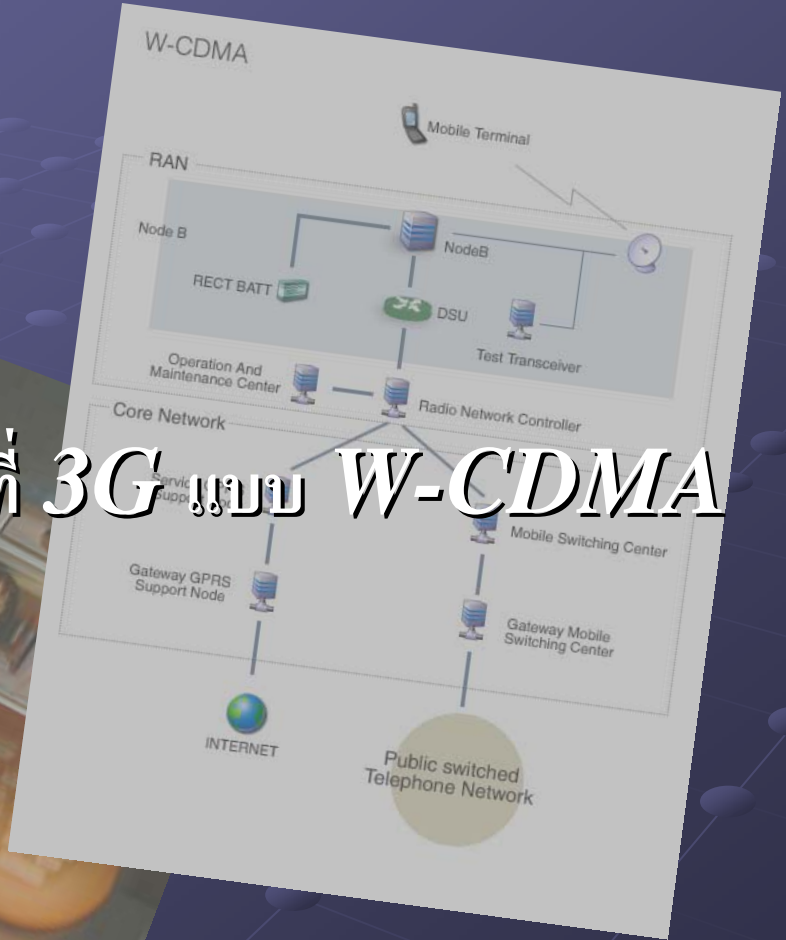 W-CDMA
Mobile Terminal
RAN
Node B
NodeB
RECT BATT
DSU
Test Transceiver
Operation And
Maintenance Center
Radio Network Controller
Core Network
ที่ 3G แบบ W-CDMA
Support
Mobile Switching Center
Gateway GPRS
Support Node
Gateway Mobile
Switching Center
INTERNET
Public switched
Telephone Network